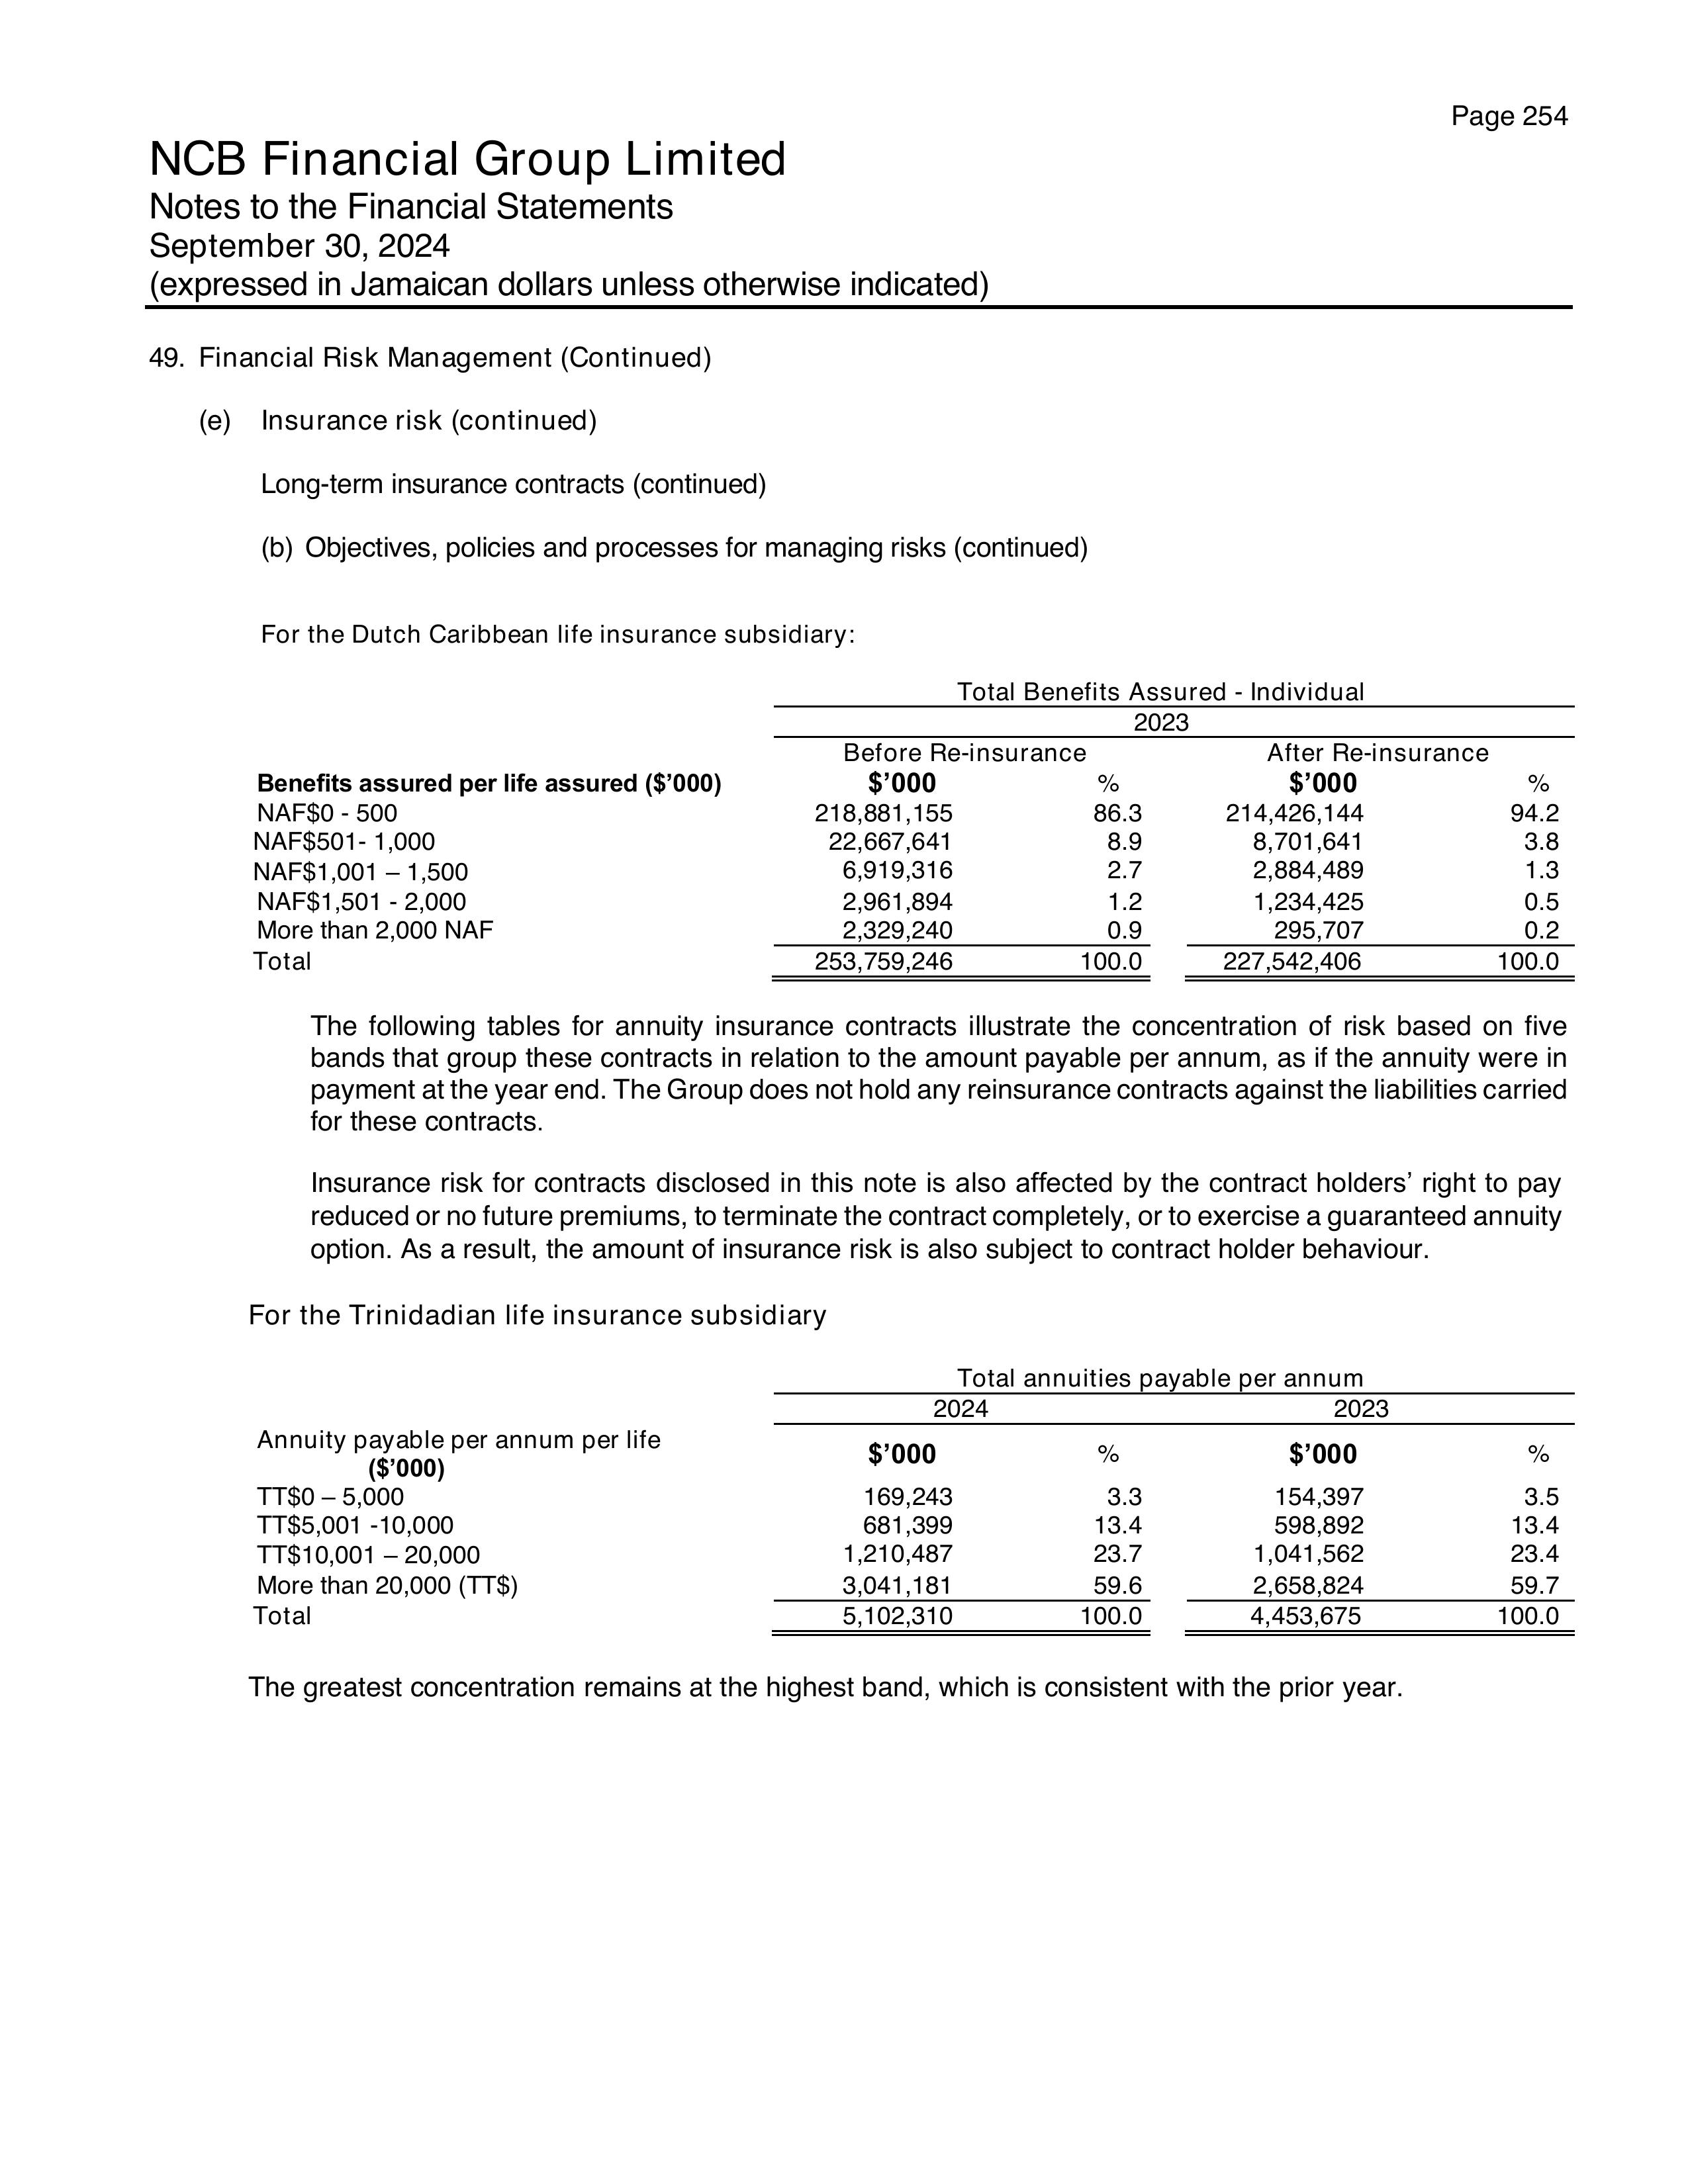 Page 254
NCB Financial Group Limited
Notes to the Financial Statements
September 30, 2024
(expressed in Jamaican dollars unless otherwise indicated)
49. Financial Risk Management (Continued)
(e) Insurance risk (continued)
Long-term insurance contracts (continued)
(b) Objectives, policies and processes for managing risks (continued)
For the Dutch Caribbean life insurance subsidiary:
Total Benefits Assured - Individual
2023
Before Re-insurance After Re-insurance
Benefits assured per life assured ($’000) $’000 % $’000 %
NAF$0 - 500 218,881,155 86.3 214,426,144 94.2
NAF$501- 1,000 22,667,641 8.9 8,701,641 3.8
NAF$1,001 – 1,500 6,919,316 2.7 2,884,489 1.3
NAF$1,501 - 2,000 2,961,894 1.2 1,234,425 0.5
More than 2,000 NAF 2,329,240 0.9 295,707 0.2
Total 253,759,246 100.0 227,542,406 100.0
The following tables for annuity insurance contracts illustrate the concentration of risk based on five
bands that group these contracts in relation to the amount payable per annum, as if the annuity were in
payment at the year end. The Group does not hold any reinsurance contracts against the liabilities carried
for these contracts.
Insurance risk for contracts disclosed in this note is also affected by the contract holders’ right to pay
reduced or no future premiums, to terminate the contract completely, or to exercise a guaranteed annuity
option. As a result, the amount of insurance risk is also subject to contract holder behaviour.
For the Trinidadian life insurance subsidiary
Total annuities payable per annum
2024 2023
Annuity payable per annum per life
($’000) $’000 % $’000 %
TT$0 – 5,000 169,243 3.3 154,397 3.5
TT$5,001 -10,000 681,399 13.4 598,892 13.4
TT$10,001 – 20,000 1,210,487 23.7 1,041,562 23.4
More than 20,000 (TT$) 3,041,181 59.6 2,658,824 59.7
Total 5,102,310 100.0 4,453,675 100.0
The greatest concentration remains at the highest band, which is consistent with the prior year.